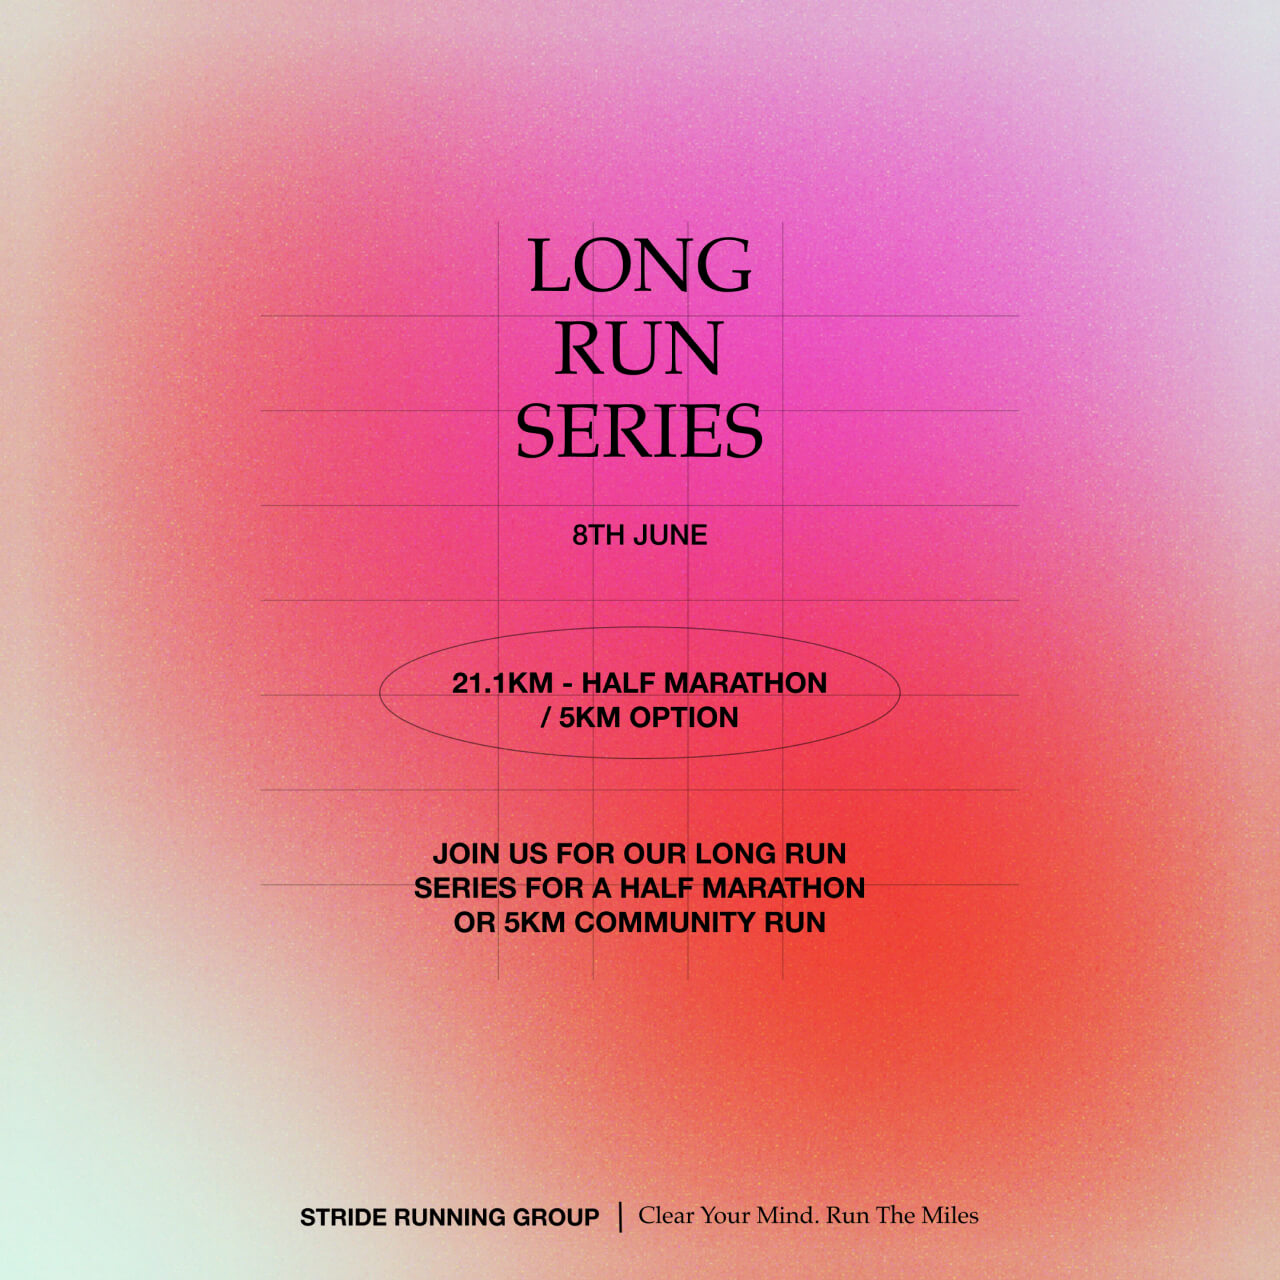 LONG
RUN
SERIES
8TH JUNE
21.1KM - HALF MARATHON
/ 5KM OPTION
JOIN US FOR OUR LONG RUN
SERIES FOR A HALF MARATHON
OR 5KM COMMUNITY RUN
STRIDE RUNNING GROUP | Clear Your Mind. Run The Miles